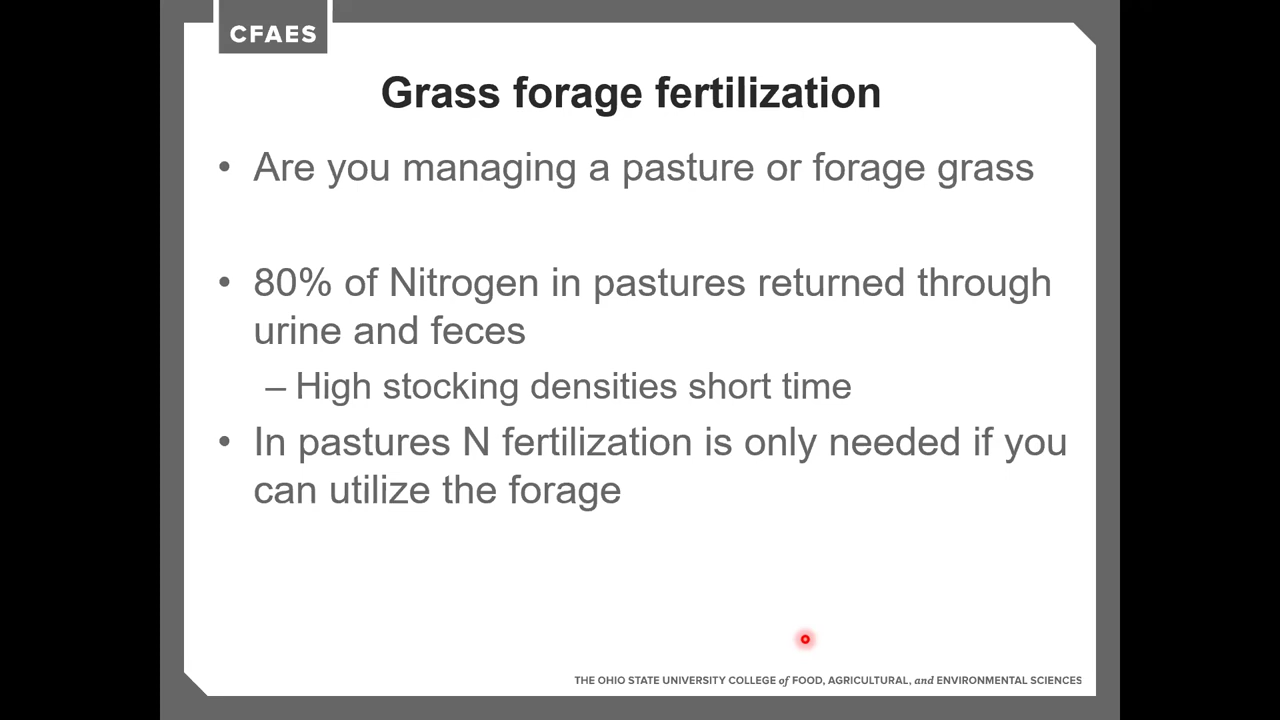 CFAES
Grass forage fertilization
• Are you managing a pasture or forage grass
• 80% of Nitrogen in pastures returned through
urine and feces
– High stocking densities short time
• In pastures N fertilization is only needed if you
can utilize the forage
THE OHIO STATE UNIVERSITY COLLEGE of FOOD, AGRICULTURAL, and ENVIRONMENTAL SCIENCES